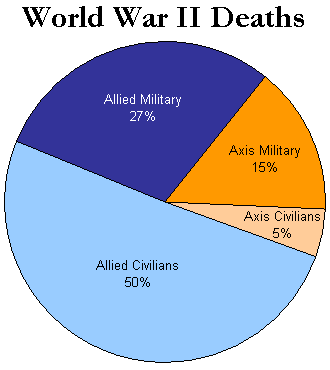 World War II Deaths
Allied Military
27%
Axis Military
15%
Axis Civilians
5%
Allied Civilians
50%